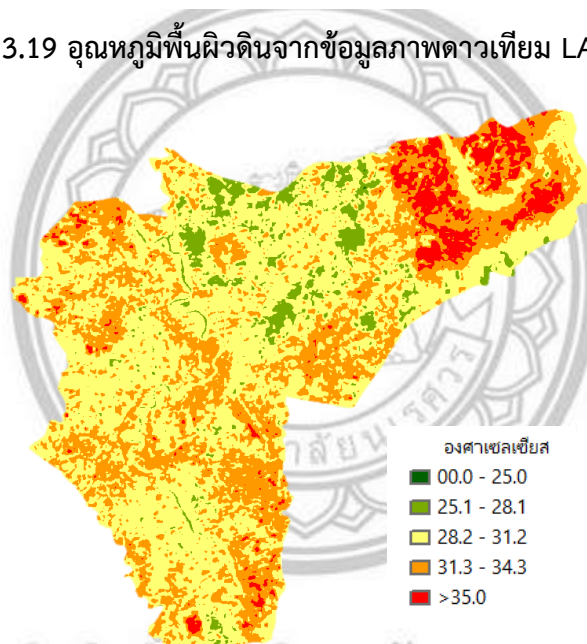 3.19 อุณหภูมิพื้นผิวดินจากข้อมูลภาพดาวเทียม LA
องศาเซลเซียส
00.0 - 25.0
25.1 - 28.1
28.2 - 31.2
31.3 - 34.3
>35.0